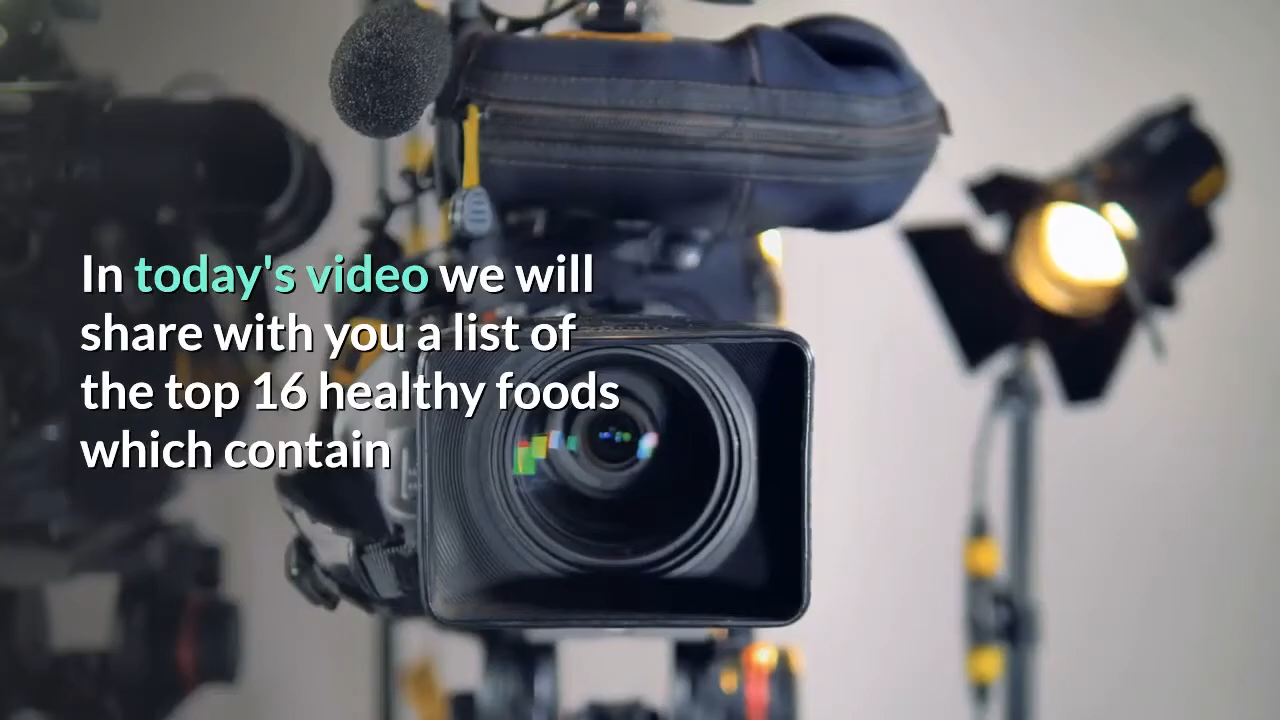 In today's video we will
share with you a list of
the top 16 healthy foods
which contain